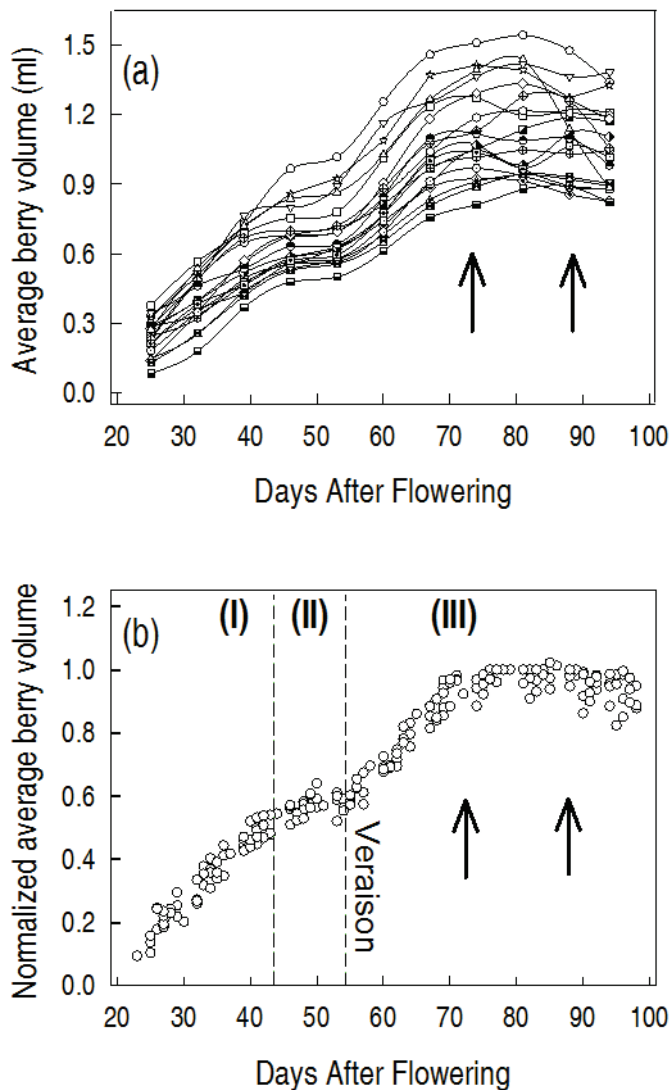 (a)
Average berry volume (ml)
1.5
1.2
0.9
0.6
0.3
0.0
20 30 40 50 60 70 80 90 100
Days After Flowering
(b)
(I) (II) (III)
Normalized average berry volume
1.2
1.0
0.8
0.6
0.4
0.2
0.0
Veraison
20 30 40 50 60 70 80 90 100
Days After Flowering